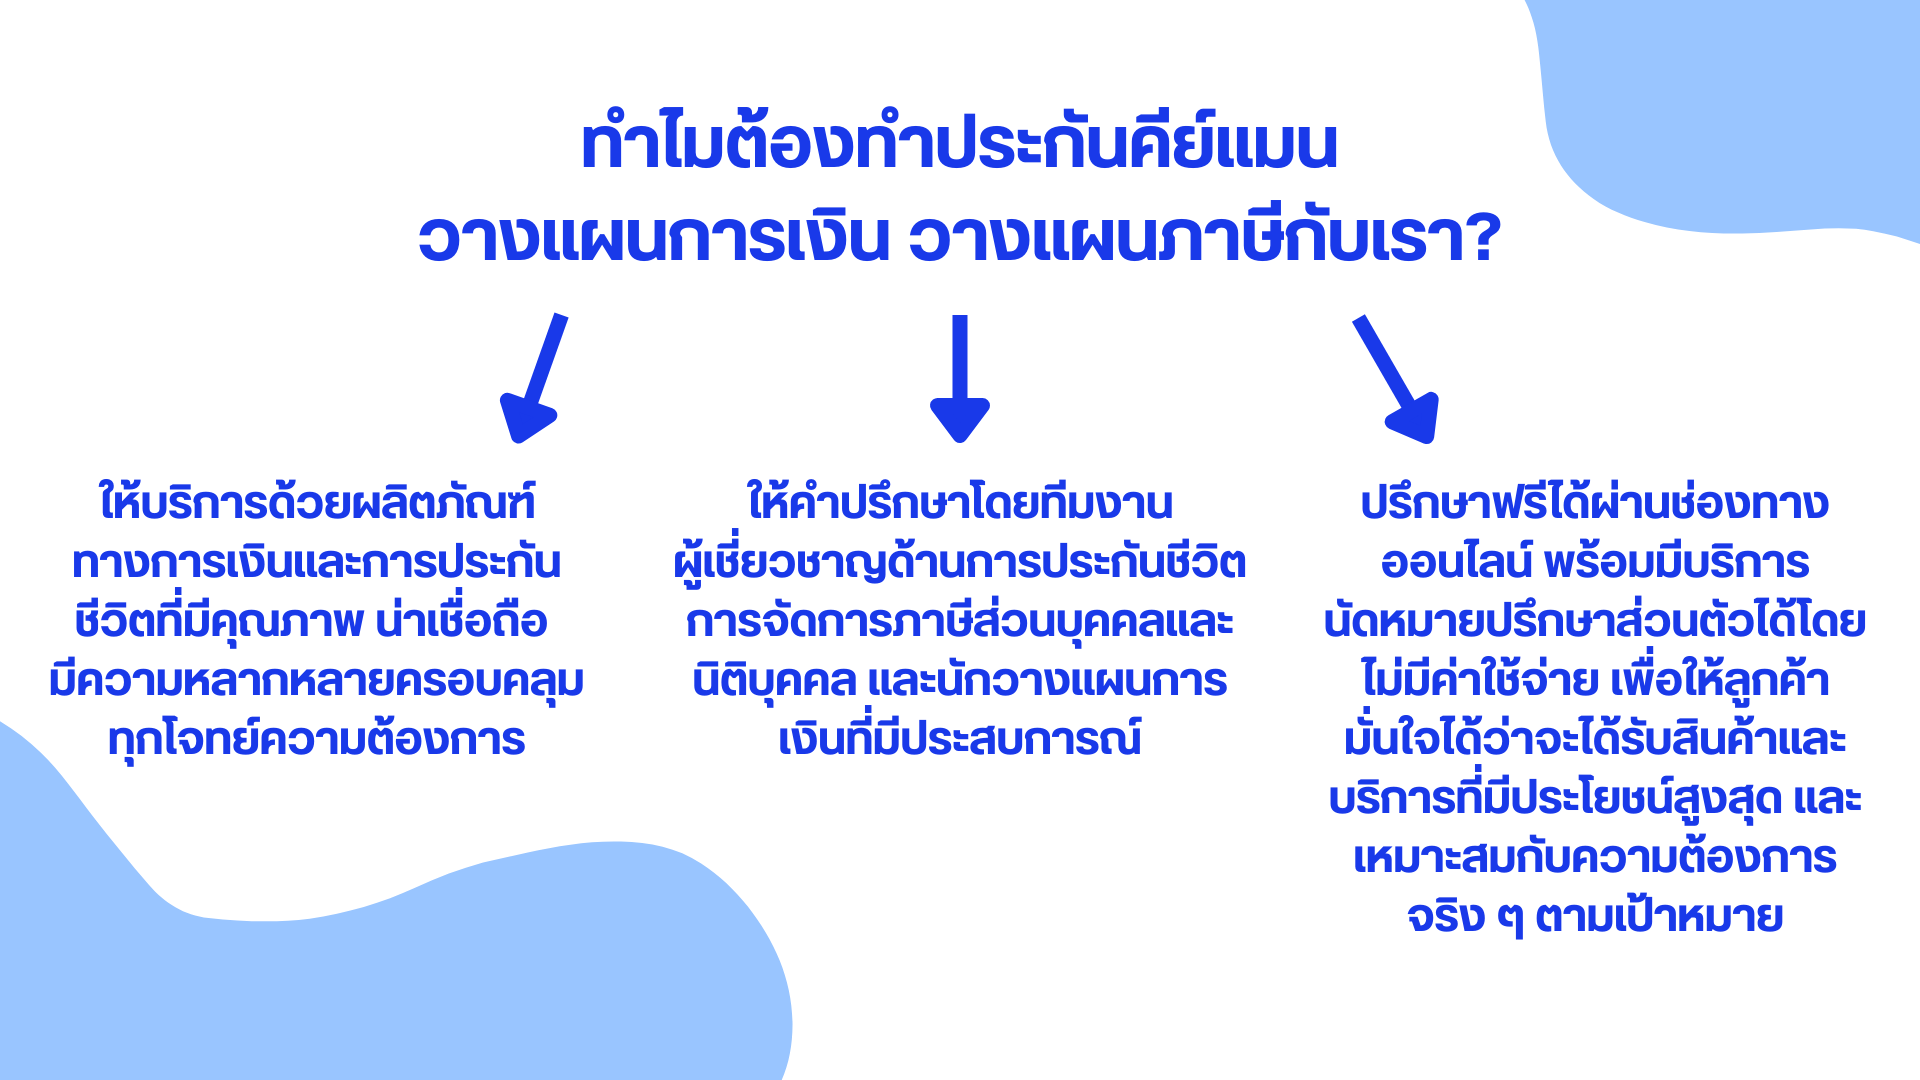 ทำไมต้องทำประกันคีย์แมน
วางแผนการเงิน วางแผนภาษีกับเรา?
ให้บริการด้วยผลิตภัณฑ์
ทางการเงินและการประกัน
ชีวิตที่มีคุณภาพ น่าเชื่อถือ
มีความหลากหลายครอบคลุม
ทุกโจทย์ความต้องการ
ให้คำปรึกษาโดยทีมงาน
ผู้เชี่ยวชาญด้านการประกันชีวิต
การจัดการภาษีส่วนบุคคลและ
นิติบุคคล และนักวางแผนการ
เงินที่มีประสบการณ์
ปรึกษาฟรีได้ผ่านช่องทาง
ออนไลน์ พร้อมมีบริการ
นัดหมายปรึกษาส่วนตัวได้โดย
ไม่มีค่าใช้จ่าย เพื่อให้ลูกค้า
มั่นใจได้ว่าจะได้รับสินค้าและ
บริการที่มีประโยชน์สูงสุด และ
เหมาะสมกับความต้องการ
จริง ๆ ตามเป้าหมาย